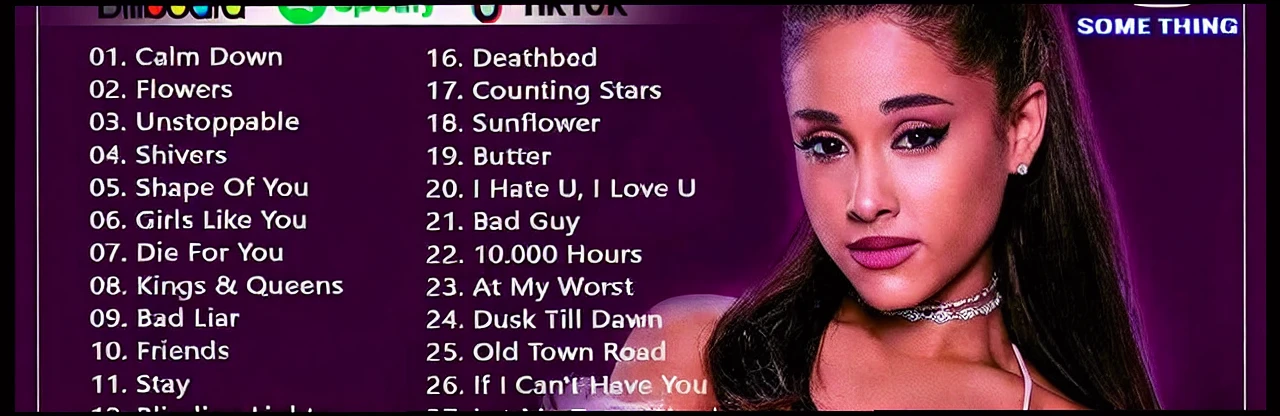 Billboard Spotify TikTok
SOME THING
01. Calm Down
02. Flowers
03. Unstoppable
04. Shivers
05. Shape Of You
06. Girls Like You
07. Die For You
08. Kings & Queens
09. Bad Liar
10. Friends
11. Stay
16. Deathbed
17. Counting Stars
18. Sunflower
19. Butter
20. I Hate U, I Love U
21. Bad Guy
22. 10.000 Hours
23. At My Worst
24. Dusk Till Dawn
25. Old Town Road
26. If I Can't Have You